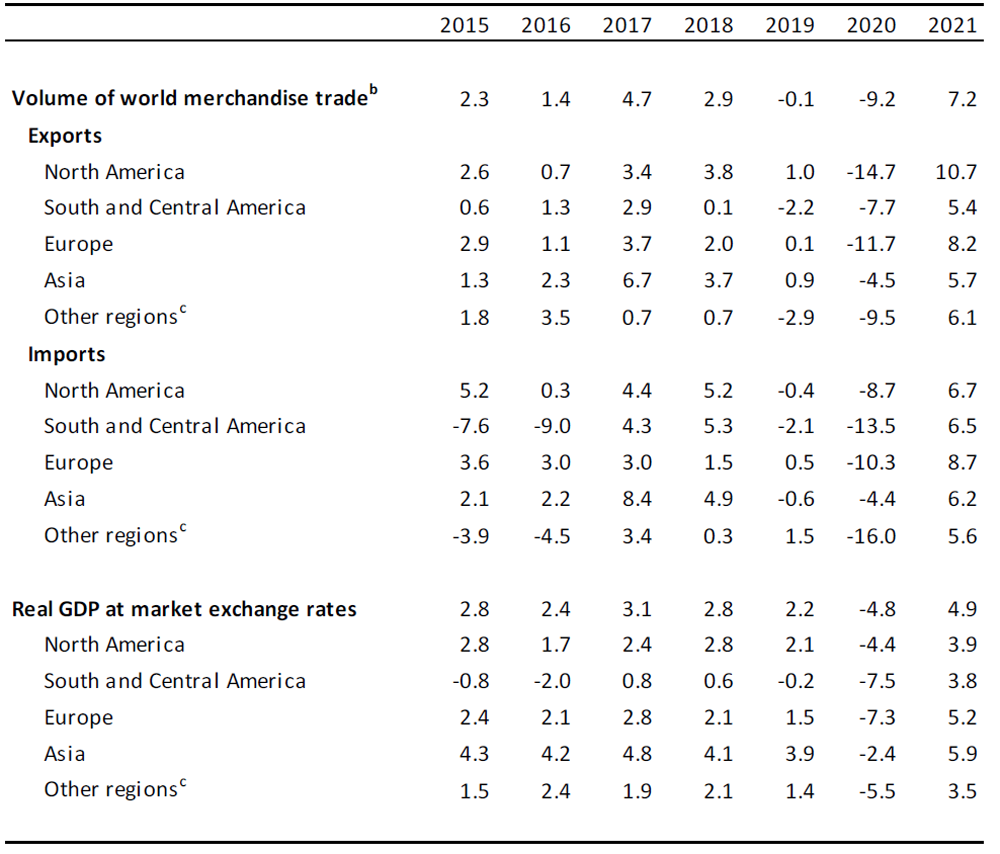 2015 2016 2017 2018 2019 2020 2021
Volume of world merchandise trade^b 2.3 1.4 4.7 2.9 -0.1 -9.2 7.2
Exports
North America 2.6 0.7 3.4 3.8 1.0 -14.7 10.7
South and Central America 0.6 1.3 2.9 0.1 -2.2 -7.7 5.4
Europe 2.9 1.1 3.7 2.0 0.1 -11.7 8.2
Asia 1.3 2.3 6.7 3.7 0.9 -4.5 5.7
Other regions^c 1.8 3.5 0.7 0.7 -2.9 -9.5 6.1
Imports
North America 5.2 0.3 4.4 5.2 -0.4 -8.7 6.7
South and Central America -7.6 -9.0 4.3 5.3 -2.1 -13.5 6.5
Europe 3.6 3.0 3.0 1.5 0.5 -10.3 8.7
Asia 2.1 2.2 8.4 4.9 -0.6 -4.4 6.2
Other regions^c -3.9 -4.5 3.4 0.3 1.5 -16.0 5.6
Real GDP at market exchange rates 2.8 2.4 3.1 2.8 2.2 -4.8 4.9
North America 2.8 1.7 2.4 2.8 2.1 -4.4 3.9
South and Central America -0.8 -2.0 0.8 0.6 -0.2 -7.5 3.8
Europe 2.4 2.1 2.8 2.1 1.5 -7.3 5.2
Asia 4.3 4.2 4.8 4.1 3.9 -2.4 5.9
Other regions^c 1.5 2.4 1.9 2.1 1.4 -5.5 3.5